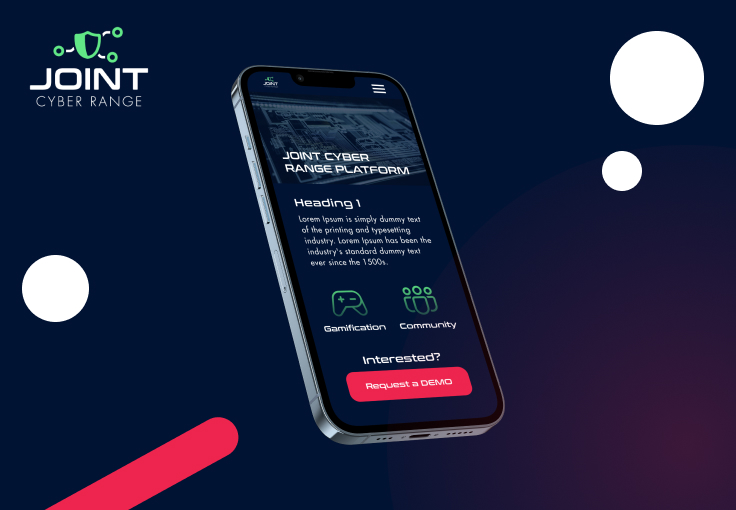 JOINT
CYBER RANGE
JOINT
JOINT CYBER
RANGE PLATFORM
Heading 1
Lorem Ipsum is simply dummy text
of the printing and typesetting
industry. Lorem Ipsum has been the
industry's standard dummy text
ever since the 1500s.
Gamification Community
Interested?
Request a DEMO